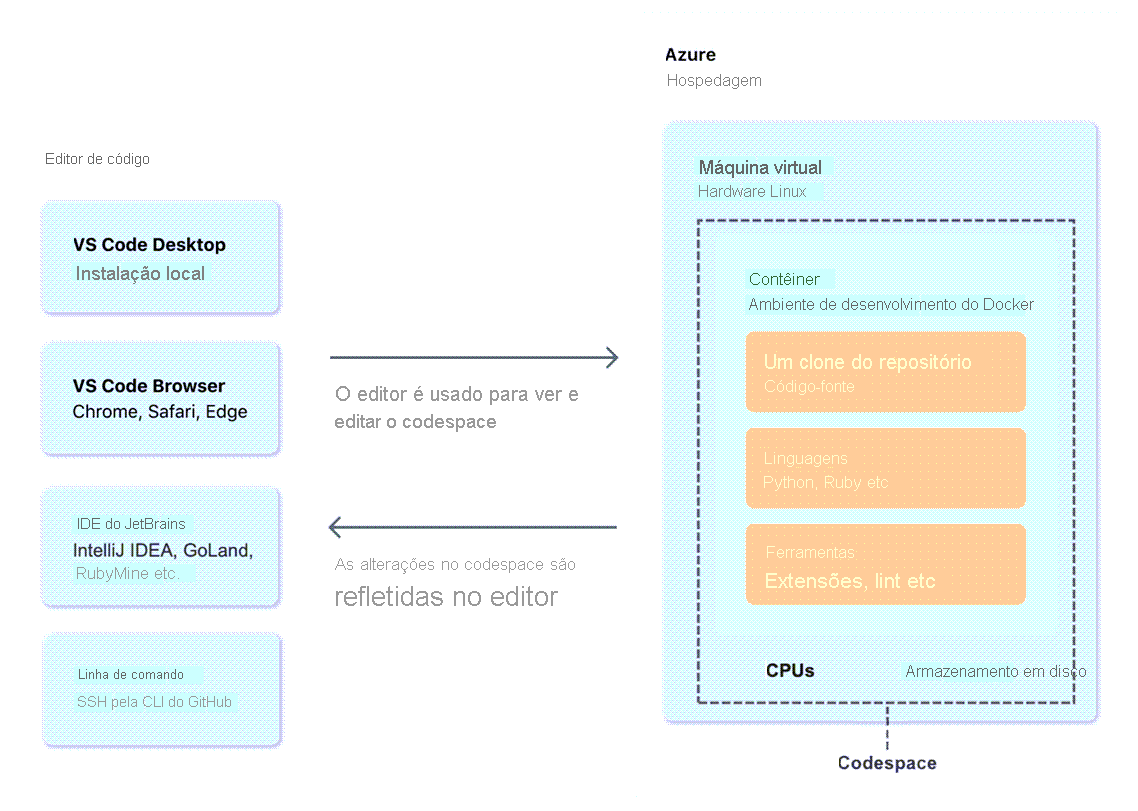 Azure
Hospedagem
Editor de código
VS Code Desktop
Instalação local
VS Code Browser
Chrome, Safari, Edge
IDE do JetBrains
IntelliJ IDEA, GoLand,
RubyMine etc.
Linha de comando
SSH pela CLI do GitHub
O editor é usado para ver e
editar o codespace
As alterações no codespace são
refletidas no editor
Máquina virtual
Hardware Linux
Contêiner
Ambiente de desenvolvimento do Docker
Um clone do repositório
Código-fonte
Linguagens
Python, Ruby etc
Ferramentas
Extensões, lint etc
CPUs
Armazenamento em disco
Codespace